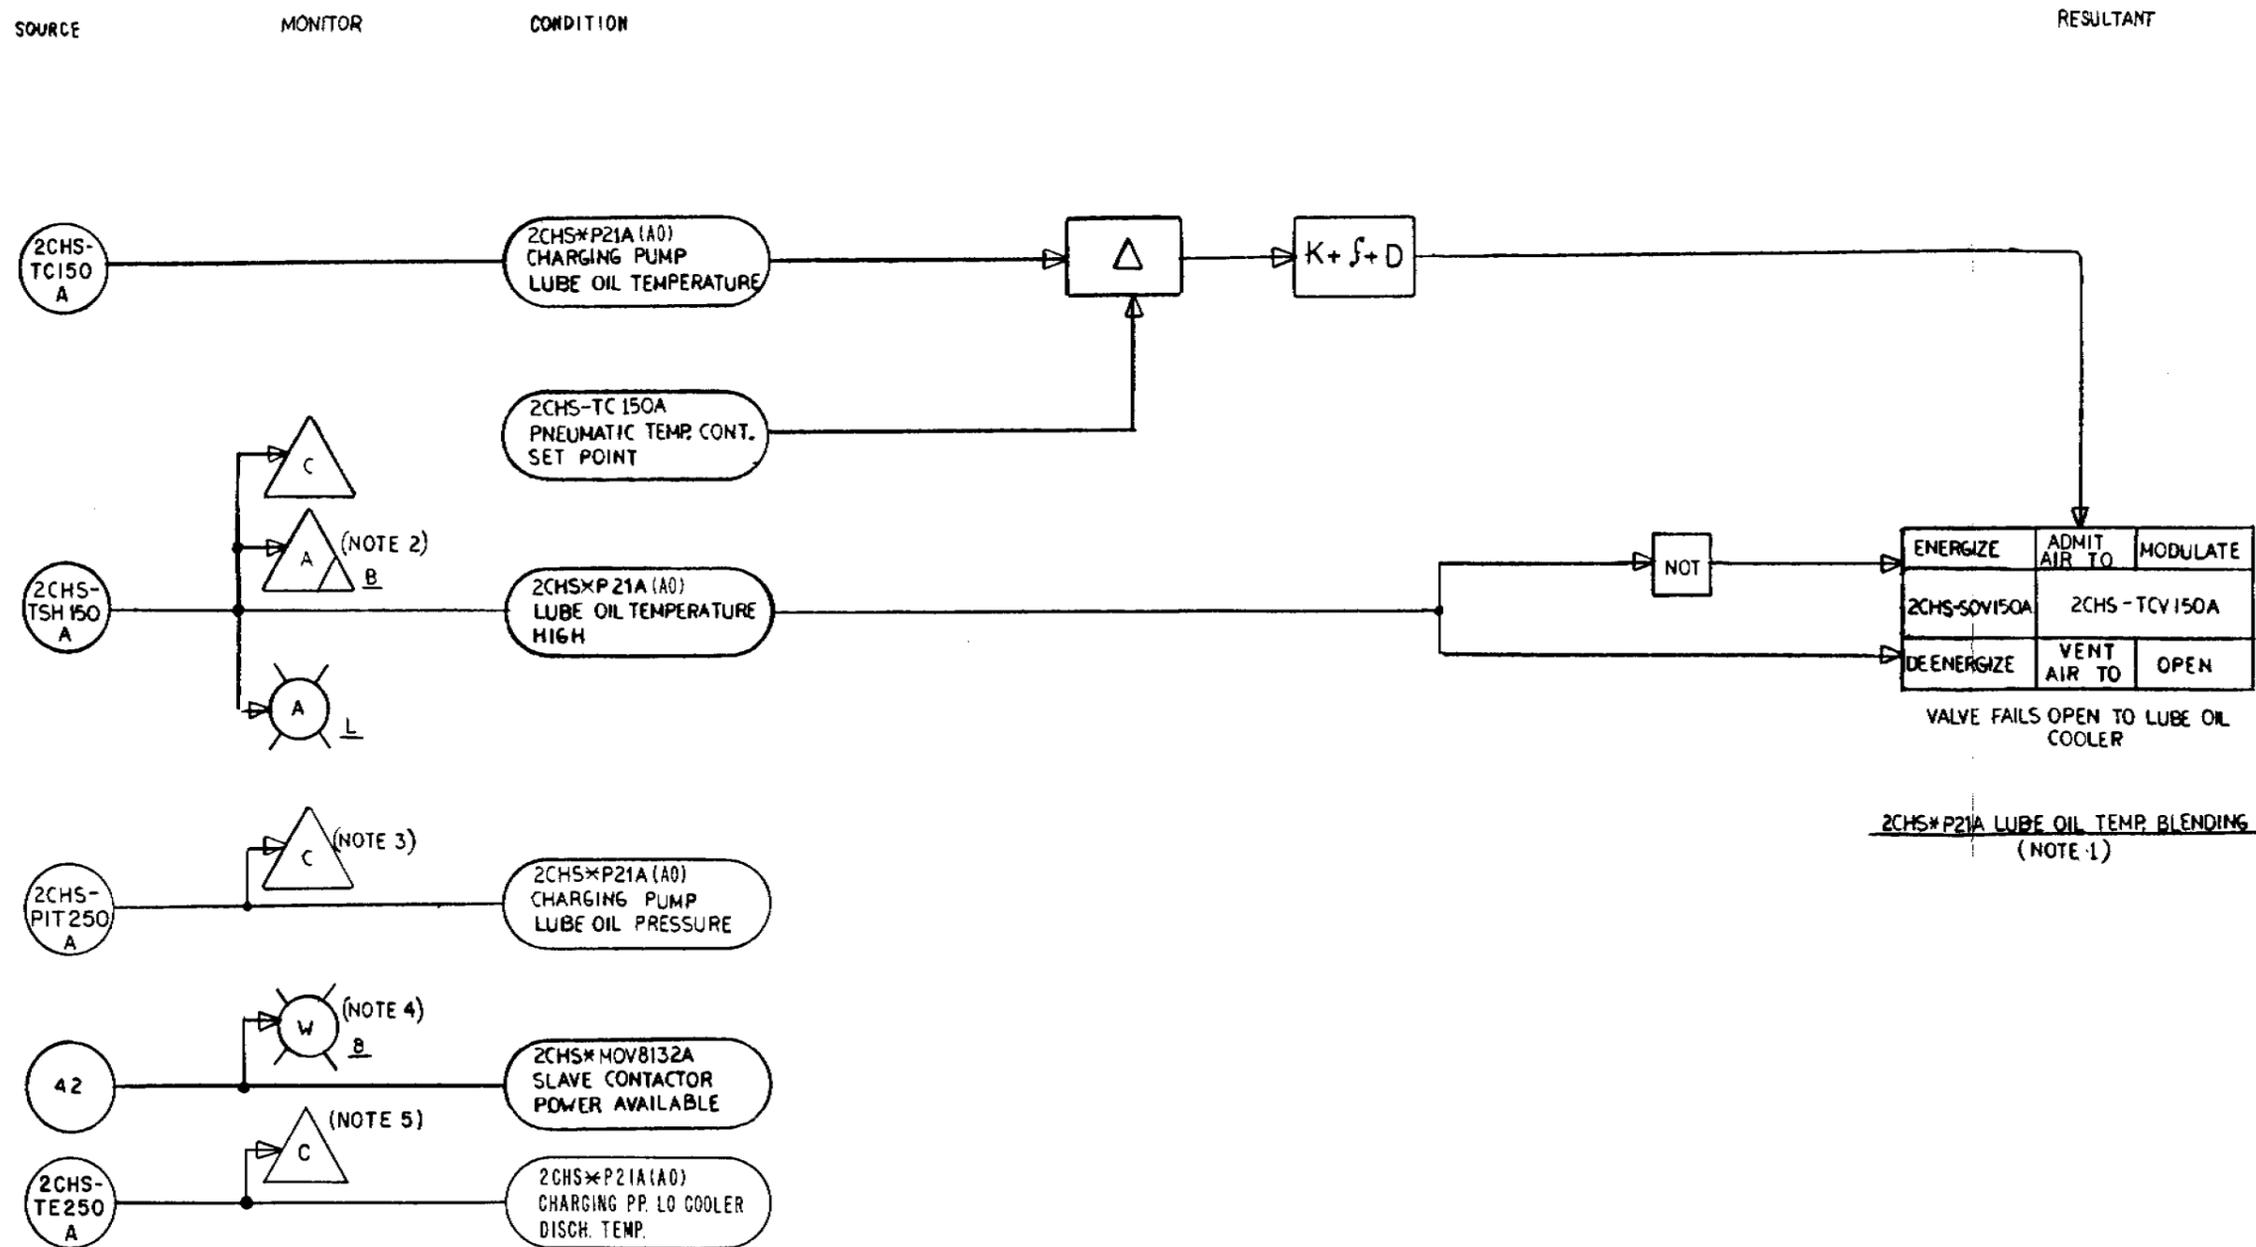 SOURCE MONITOR CONDITION RESULTANT
2CHS-
TC150
A
2CHS*P21A (AO)
CHARGING PUMP
LUBE OIL TEMPERATURE
Δ
K+∫+D
2CHS-TC 150A
PNEUMATIC TEMP. CONT.
SET POINT
C
A
(NOTE 2)
B
2CHS-
TSH 150
A
2CHS*P21A (AO)
LUBE OIL TEMPERATURE
HIGH
NOT
ENERGIZE
ADMIT
AIR TO
MODULATE
2CHS-SOV150A
2CHS-TCV150A
DEENERGIZE
VENT
AIR TO
OPEN
VALVE FAILS OPEN TO LUBE OIL
COOLER
A
L
2CHS*P21A LUBE OIL TEMP. BLENDING
(NOTE 1)
C
(NOTE 3)
2CHS-
PIT250
A
2CHS*P21A (AO)
CHARGING PUMP
LUBE OIL PRESSURE
W
(NOTE 4)
B
42
2CHS*MOV8132A
SLAVE CONTACTOR
POWER AVAILABLE
C
(NOTE 5)
2CHS-
TE250
A
2CHS*P21A(AO)
CHARGING PP. LO COOLER
DISCH. TEMP.